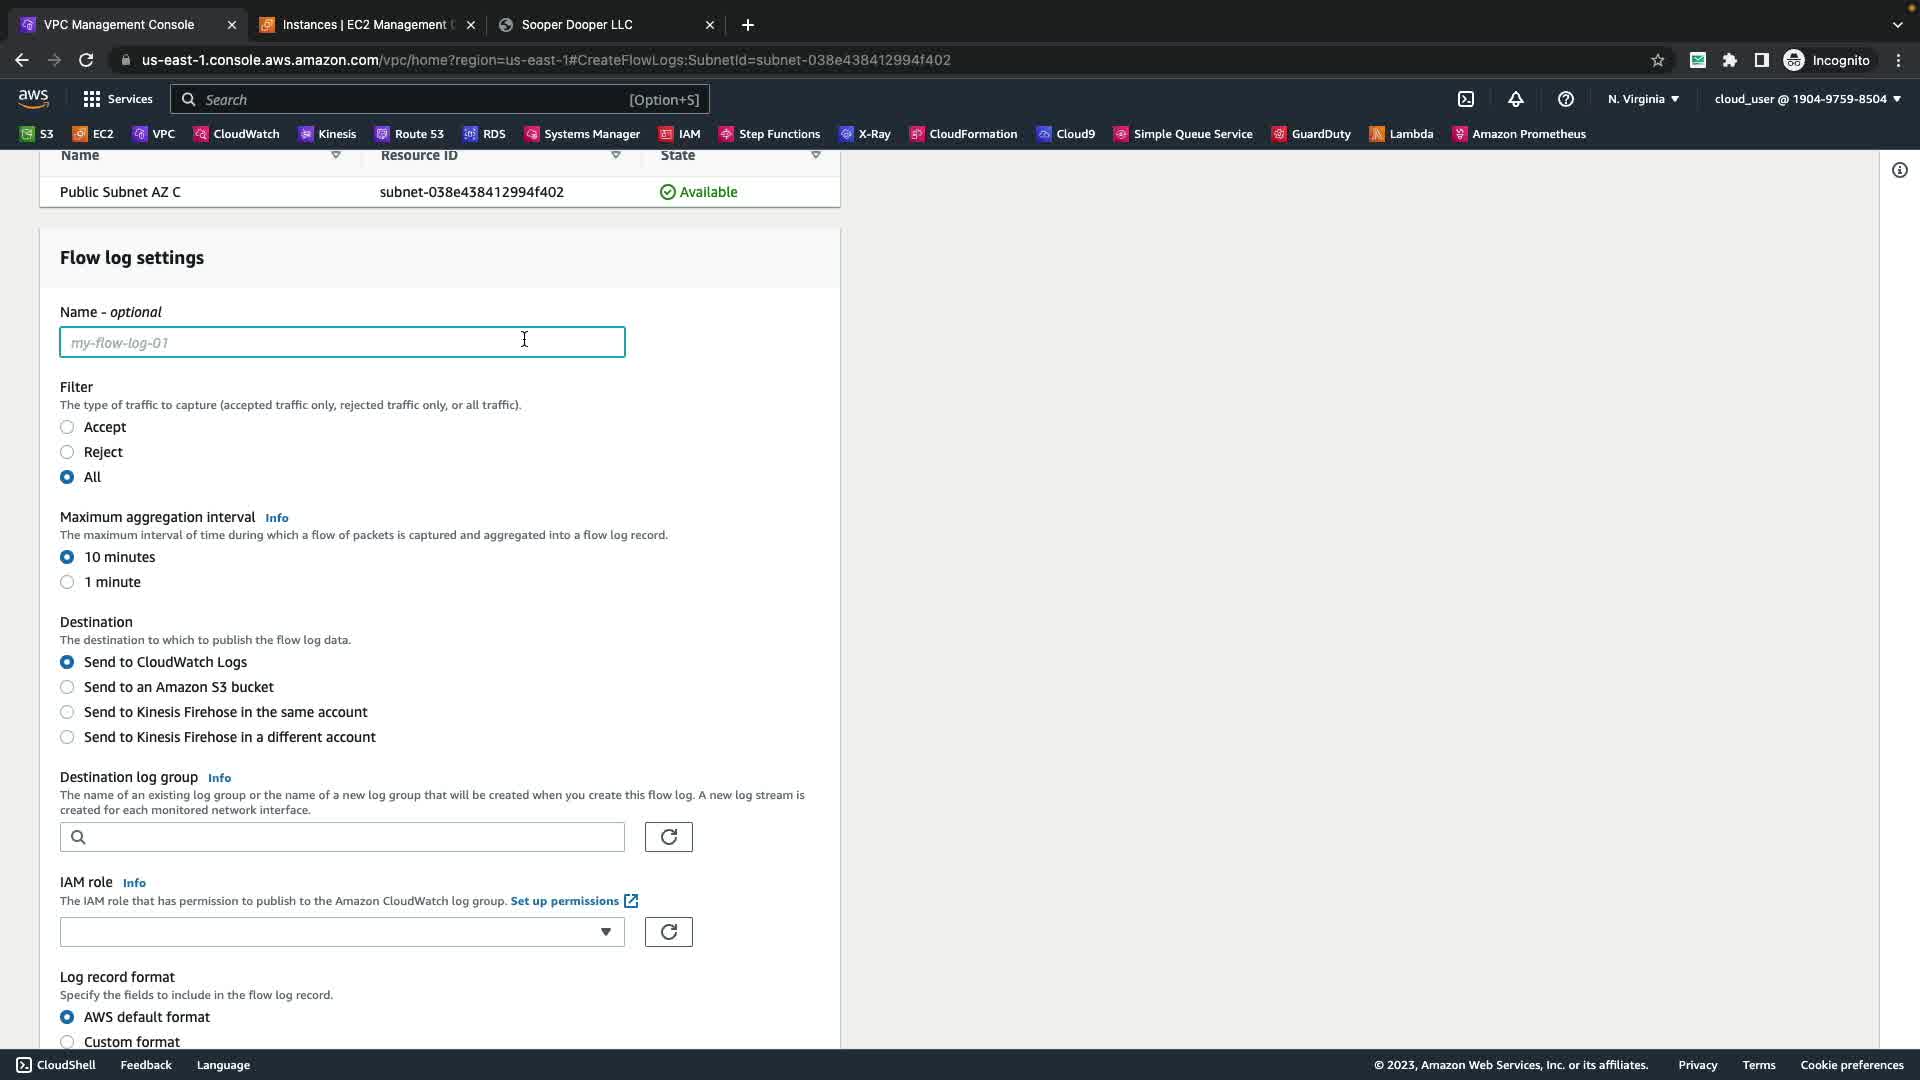 VPC Management Console
Instances | EC2 Management
Sooper Dooper LLC
us-east-1.console.aws.amazon.com/vpc/home?region=us-east-1#CreateFlowLogs:SubnetId=subnet-038e438412994f402
Incognito
aws
Services
Search
[Option+S]
N. Virginia
cloud_user @ 1904-9759-8504
S3
EC2
VPC
CloudWatch
Kinesis
Route 53
RDS
Systems Manager
IAM
Step Functions
X-Ray
CloudFormation
Cloud9
Simple Queue Service
GuardDuty
Lambda
Amazon Prometheus
Name
Resource ID
State
Public Subnet AZ C
subnet-038e438412994f402
Available
Flow log settings
Name - optional
my-flow-log-01
Filter
The type of traffic to capture (accepted traffic only, rejected traffic only, or all traffic).
Accept
Reject
All
Maximum aggregation interval Info
The maximum interval of time during which a flow of packets is captured and aggregated into a flow log record.
10 minutes
1 minute
Destination
The destination to which to publish the flow log data.
Send to CloudWatch Logs
Send to an Amazon S3 bucket
Send to Kinesis Firehose in the same account
Send to Kinesis Firehose in a different account
Destination log group Info
The name of an existing log group or the name of a new log group that will be created when you create this flow log. A new log stream is
created for each monitored network interface.
IAM role Info
The IAM role that has permission to publish to the Amazon CloudWatch log group. Set up permissions
Log record format
Specify the fields to include in the flow log record.
AWS default format
Custom format
CloudShell
Feedback
Language
© 2023, Amazon Web Services, Inc. or its affiliates.
Privacy
Terms
Cookie preferences